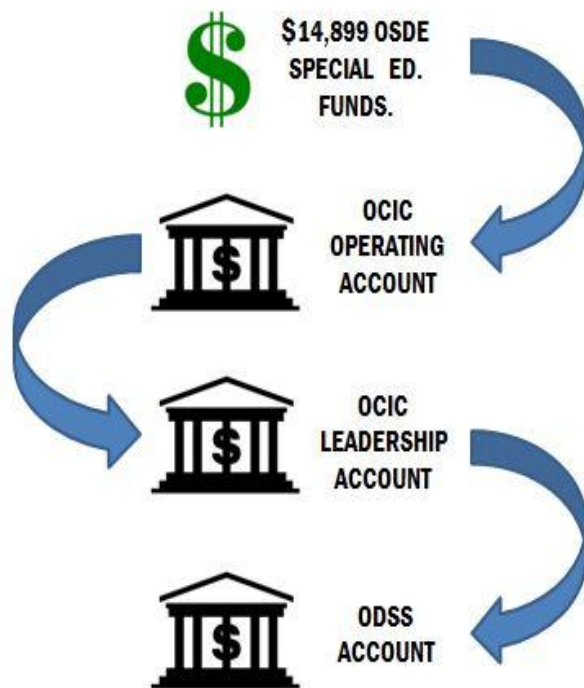 $
$14,899 OSDE
SPECIAL ED.
FUNDS.
$
OCIC
OPERATING
ACCOUNT
$
OCIC
LEADERSHIP
ACCOUNT
$
ODSS
ACCOUNT